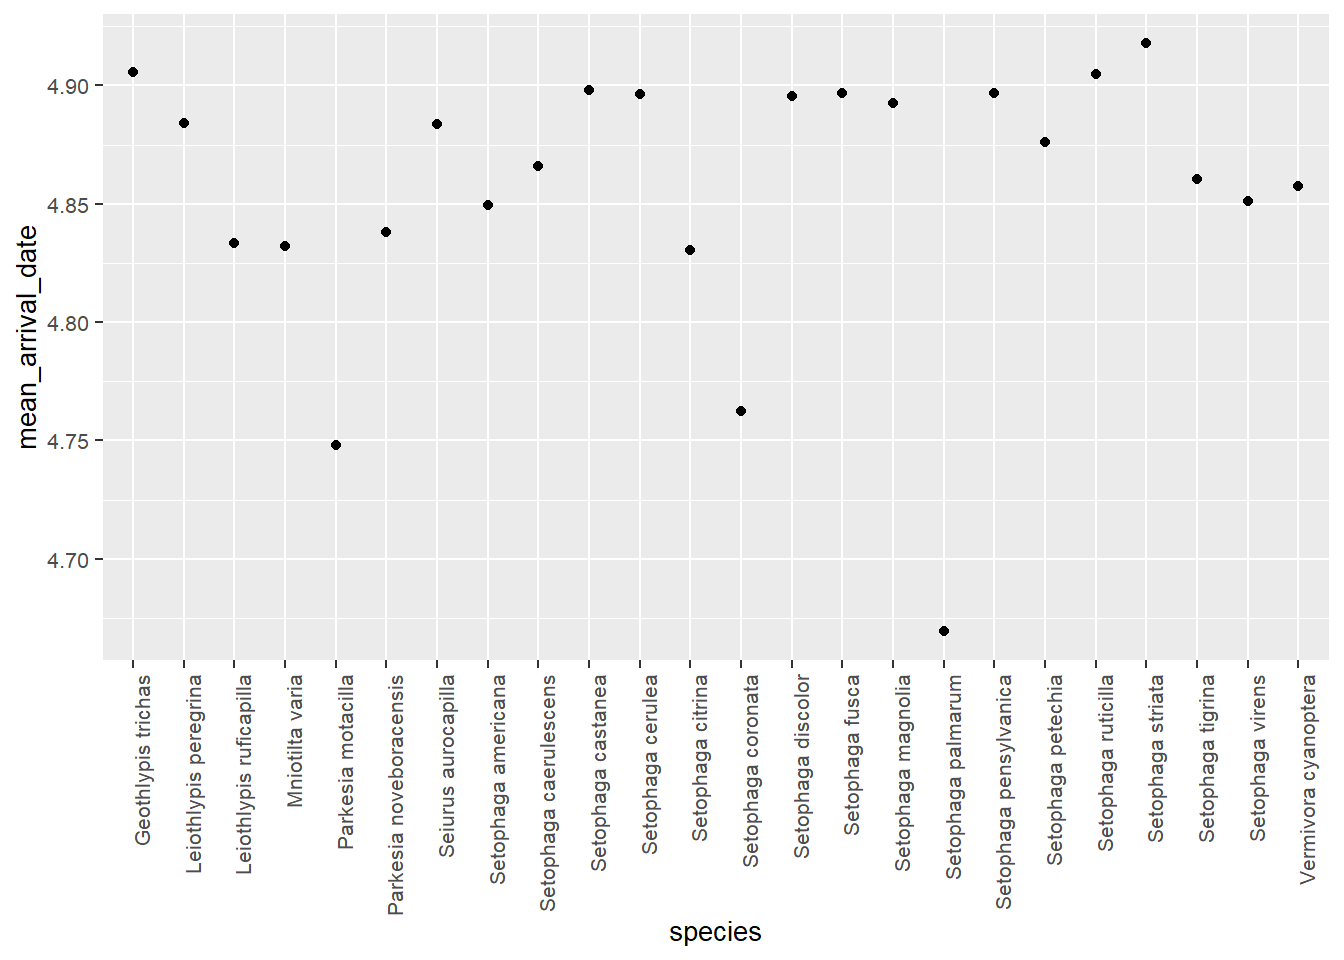 mean_arrival_date
4.90
4.85
4.80
4.75
4.70
Geothlypis trichas
Leiothlypis peregrina
Leiothlypis ruficapilla
Mniotilta varia
Parkesia motacilla
Parkesia noveboracensis
Seiurus aurocapilla
Setophaga americana
Setophaga caerulescens
Setophaga castanea
Setophaga cerulea
Setophaga citrina
Setophaga coronata
Setophaga discolor
Setophaga fusca
Setophaga magnolia
Setophaga palmarum
Setophaga pensylvanica
Setophaga petechia
Setophaga ruticilla
Setophaga striata
Setophaga tigrina
Setophaga virens
Vermivora cyanoptera
species